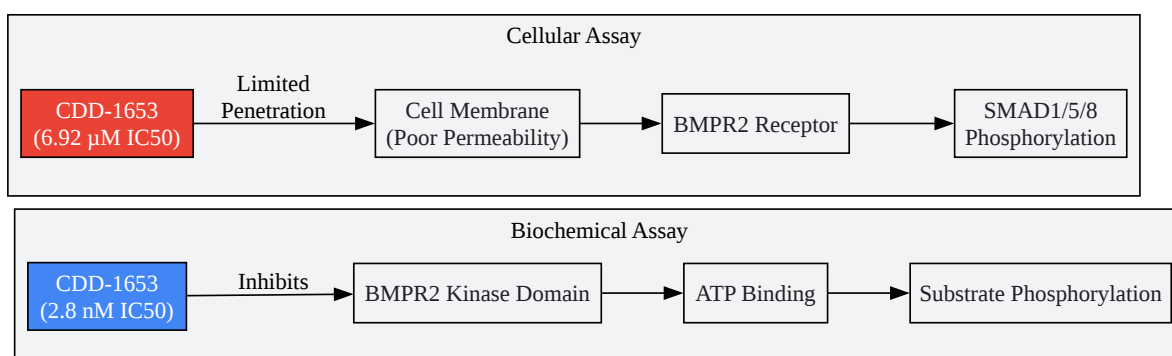 Cellular Assay
CDD-1653
(6.92 µM IC50)
Limited
Penetration
Cell Membrane
(Poor Permeability)
BMPR2 Receptor
SMAD1/5/8
Phosphorylation
Biochemical Assay
CDD-1653
(2.8 nM IC50)
Inhibits
BMPR2 Kinase Domain
ATP Binding
Substrate Phosphorylation